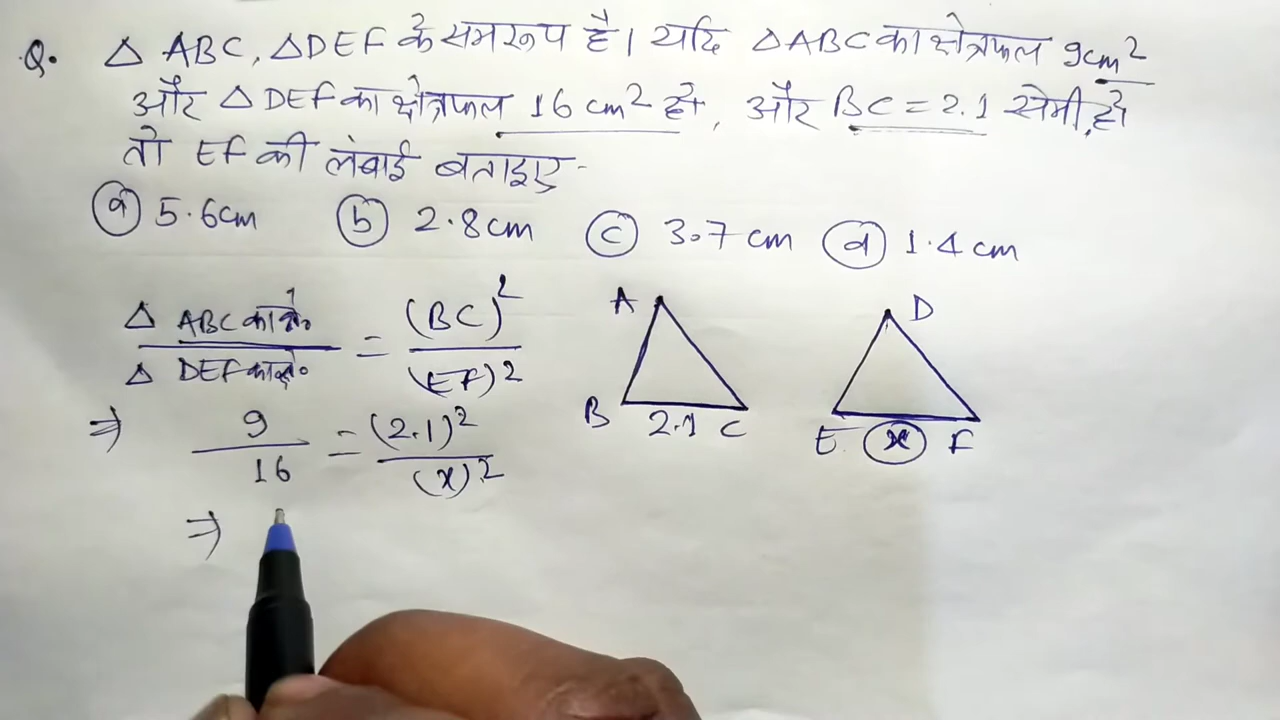 Q. △ ABC, △DEF के समरूप है। यदि △ABC का क्षेत्रफल 9cm²
और △ DEF का क्षेत्रफल 16 cm² हो, और BC = 2.1 सेमी, हो
तो EF की लंबाई बताइए-
(a) 5.6cm (b) 2.8cm (c) 3.7 cm (d) 1.4 cm
△ ABC का क्षे० / △ DEF का क्षे० = (BC)² / (EF)²
⇒ 9/16 = (2.1)² / (x)²
⇒
A
B 2.1 C
D
E x F